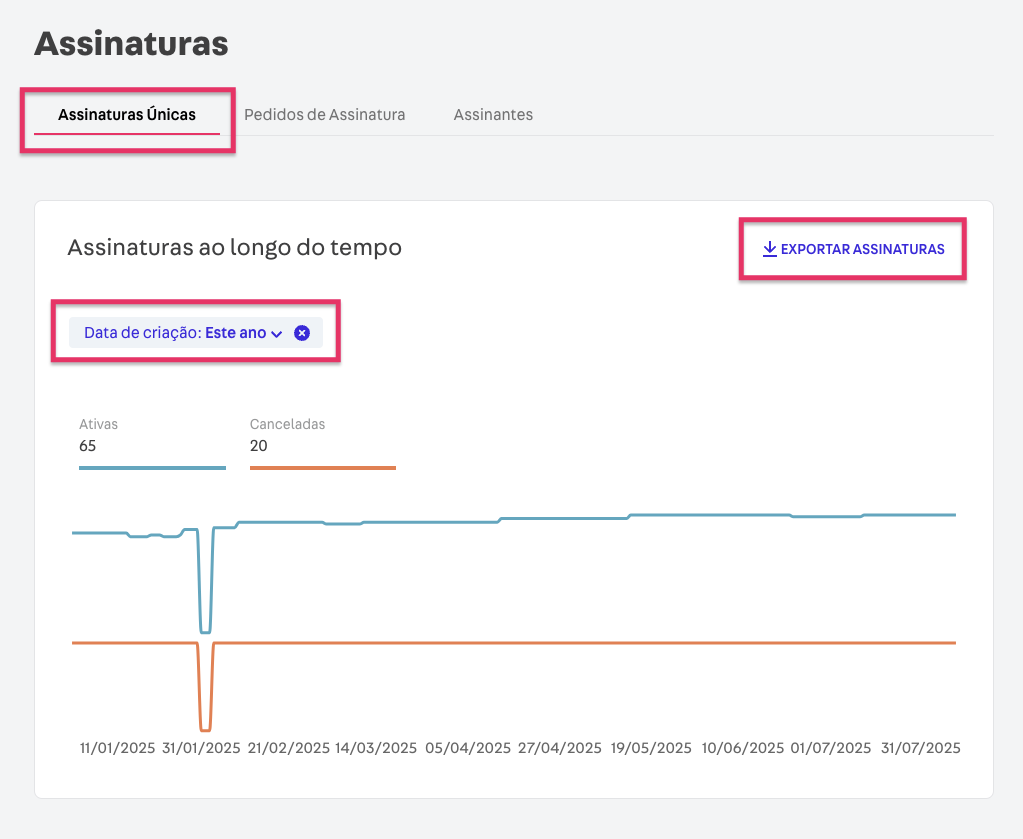 Assinaturas
Assinaturas Únicas Pedidos de Assinatura Assinantes
Assinaturas ao longo do tempo
EXPORTAR ASSINATURAS
Data de criação: Este ano
Ativas Canceladas
65 20
11/01/2025 31/01/2025 21/02/2025 14/03/2025 05/04/2025 27/04/2025 19/05/2025 10/06/2025 01/07/2025 31/07/2025